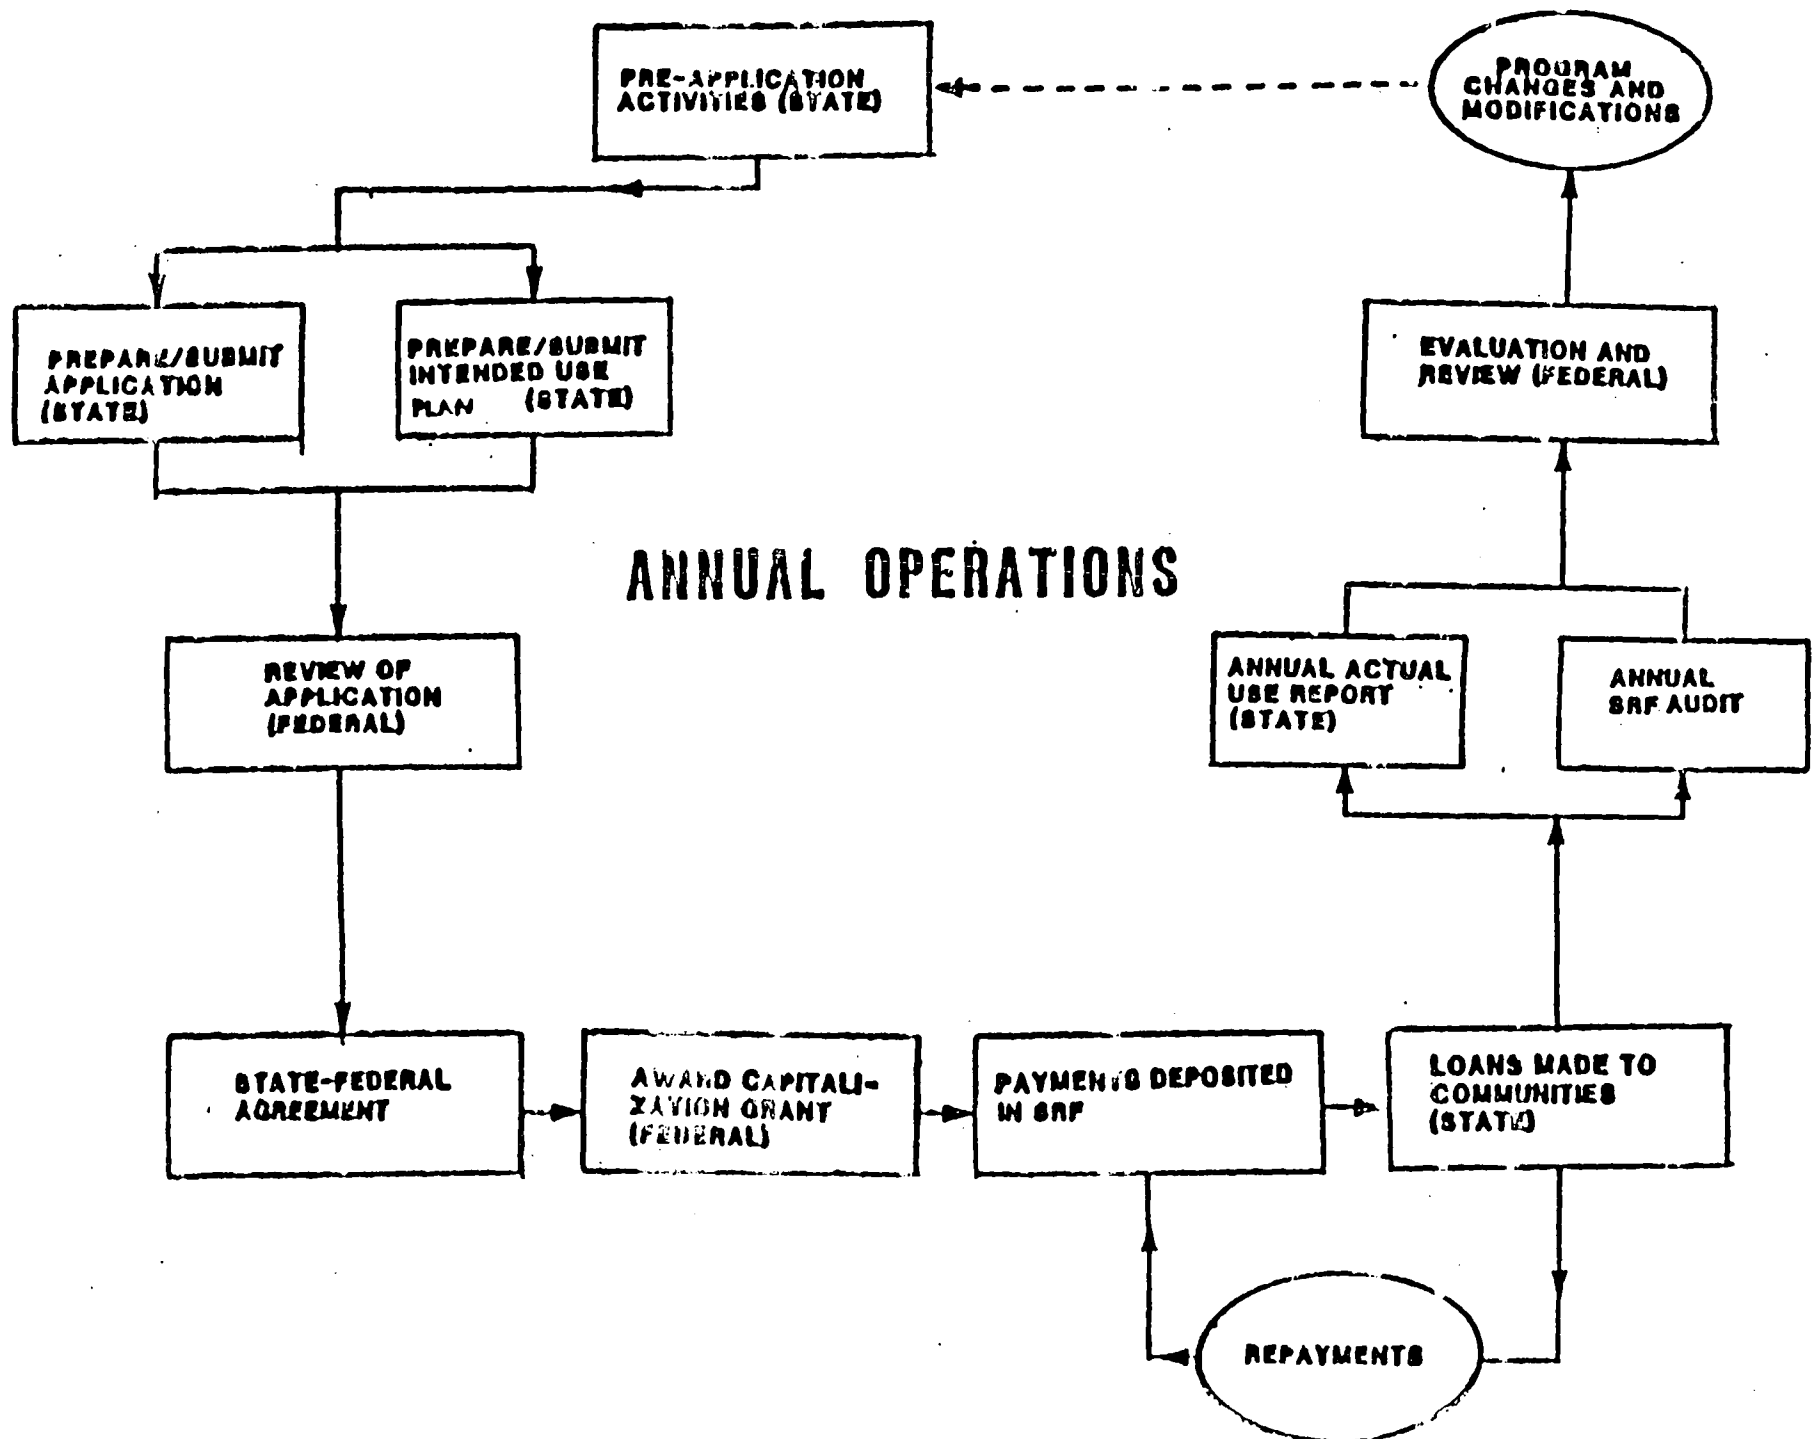 PRE-APPLICATION
ACTIVITIES (STATE)
PROGRAM
CHANGES AND
MODIFICATIONS
PREPARE/SUBMIT
APPLICATION
(STATE)
PREPARE/SUBMIT
INTENDED USE
PLAN (STATE)
EVALUATION AND
REVIEW (FEDERAL)
ANNUAL OPERATIONS
REVIEW OF
APPLICATION
(FEDERAL)
ANNUAL ACTUAL
USE REPORT
(STATE)
ANNUAL
SRF AUDIT
STATE-FEDERAL
AGREEMENT
AWARD CAPITALI-
ZATION GRANT
(FEDERAL)
PAYMENTS DEPOSITED
IN SRF
LOANS MADE TO
COMMUNITIES
(STATE)
REPAYMENTS